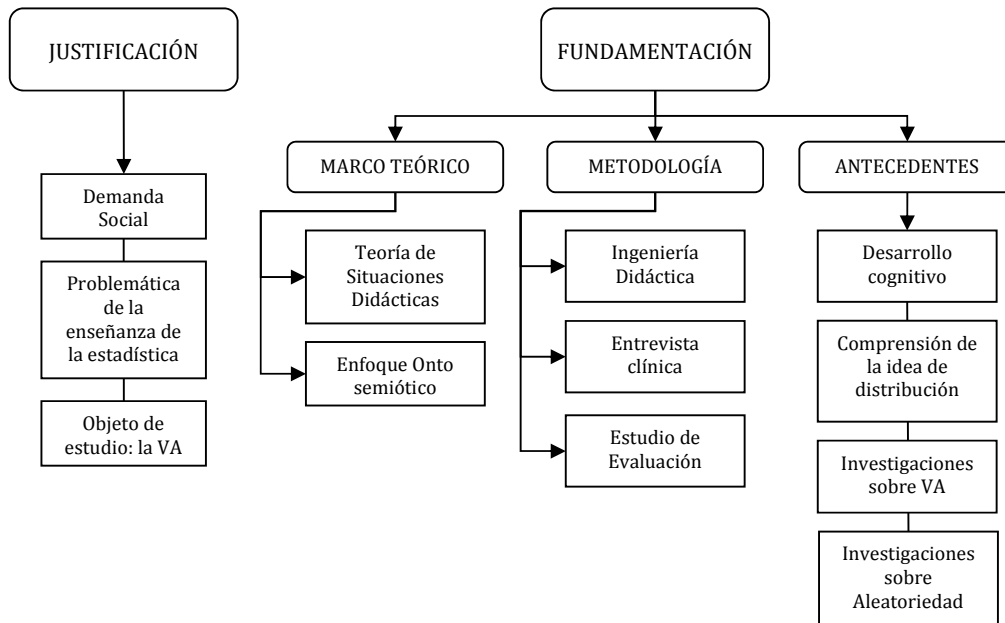 JUSTIFICACIÓN
FUNDAMENTACIÓN
MARCO TEÓRICO
METODOLOGÍA
ANTECEDENTES
Demanda
Social
Problemática
de la
enseñanza de
la estadística
Objeto de
estudio: la VA
Teoría de
Situaciones
Didácticas
Enfoque Onto
semiótico
Ingeniería
Didáctica
Entrevista
clínica
Estudio de
Evaluación
Desarrollo
cognitivo
Comprensión de
la idea de
distribución
Investigaciones
sobre VA
Investigaciones
sobre
Aleatoriedad